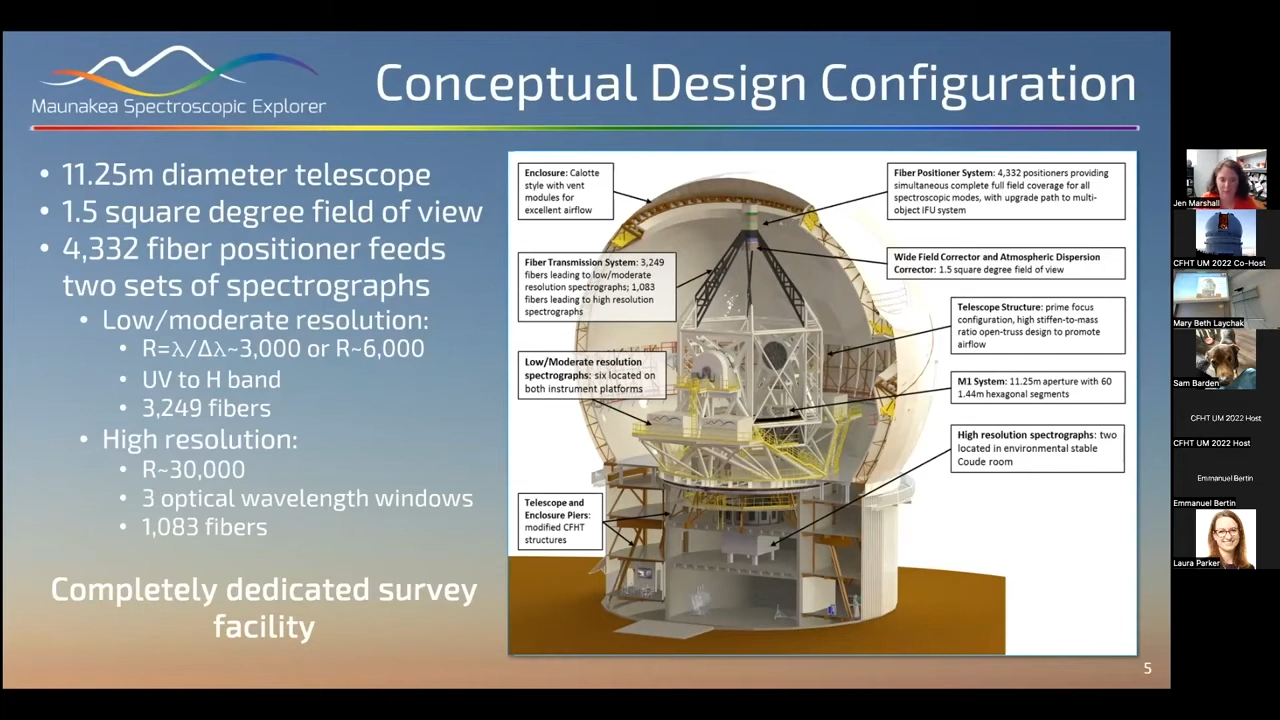 Maunakea Spectroscopic Explorer
Conceptual Design Configuration
• 11.25m diameter telescope
• 1.5 square degree field of view
• 4,332 fiber positioner feeds
two sets of spectrographs
• Low/moderate resolution:
• R=λ/Δλ~3,000 or R~6,000
• UV to H band
• 3,249 fibers
• High resolution:
• R~30,000
• 3 optical wavelength windows
• 1,083 fibers
Completely dedicated survey
facility
Enclosure: Calotte
style with vent
modules for
excellent airflow
Fiber Transmission System: 3,249
fibers leading to low/moderate
resolution spectrographs; 1,083
fibers leading to high resolution
spectrographs
Low/Moderate resolution
spectrographs: six located on
both instrument platforms
Telescope and
Enclosure Piers:
modified CFHT
structures
Fiber Positioner System: 4,332 positioners providing
simultaneous complete full field coverage for all
spectroscopic modes, with upgrade path to multi-
object IFU system
Wide Field Corrector and Atmospheric Dispersion
Corrector: 1.5 square degree field of view
Telescope Structure: prime focus
configuration, high stiffen-to-mass
ratio open-truss design to promote
airflow
M1 System: 11.25m aperture with 60
1.44m hexagonal segments
High resolution spectrographs: two
located in environmental stable
Coude room
5
Jen Marshall
CFHT UM 2022 Co-Host
Mary Beth Laychak
Sam Barden
CFHT UM 2022 Host
CFHT UM 2022 Host
Emmanuel Bertin
Emmanuel Bertin
Laura Parker